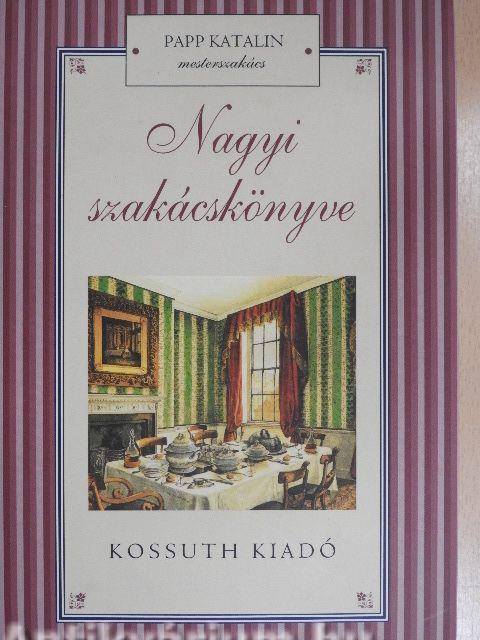 PAPP KATALIN
mesterszakács
Nagyi
szakácskönyve
KOSSUTH KIADÓ